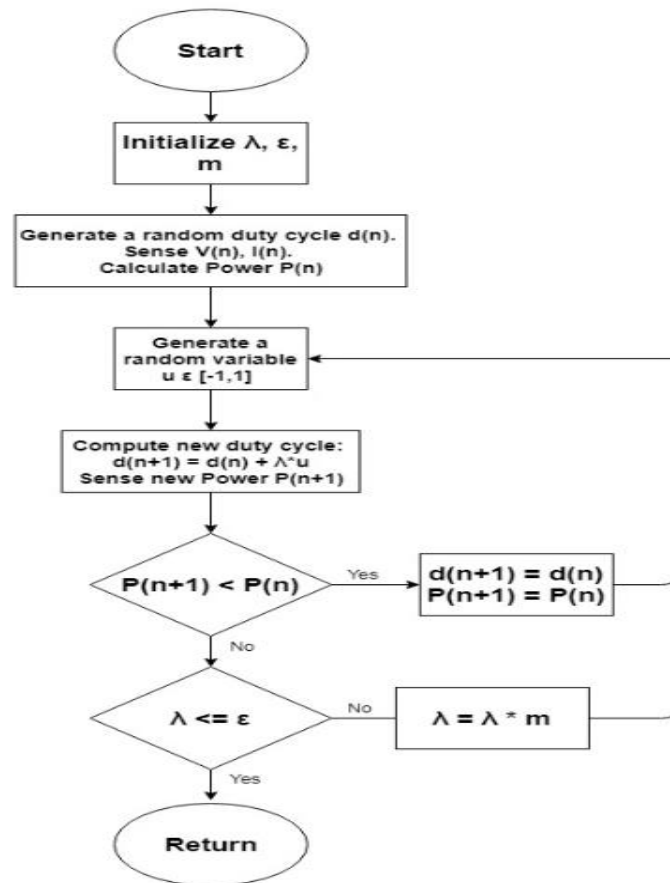 Start
Initialize λ, ε,
m
Generate a random duty cycle d(n).
Sense V(n), I(n).
Calculate Power P(n)
Generate a
random variable
u ε [-1,1]
Compute new duty cycle:
d(n+1) = d(n) + λ*u
Sense new Power P(n+1)
P(n+1) < P(n)
Yes
d(n+1) = d(n)
P(n+1) = P(n)
No
λ <= ε
No
λ = λ * m
Yes
Return